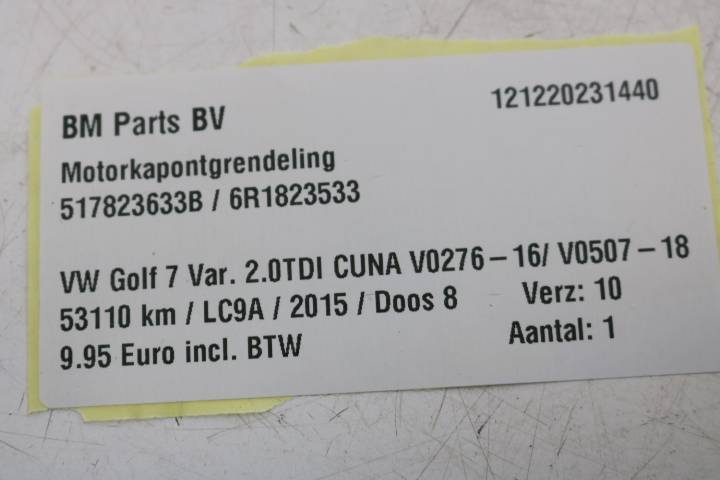 BM Parts BV
121220231440
Motorkapontgrendeling
517823633B / 6R1823533
VW Golf 7 Var. 2.0TDI CUNA V0276-16/ V0507-18
53110 km / LC9A / 2015 / Doos 8
Verz: 10
9.95 Euro incl. BTW
Aantal: 1